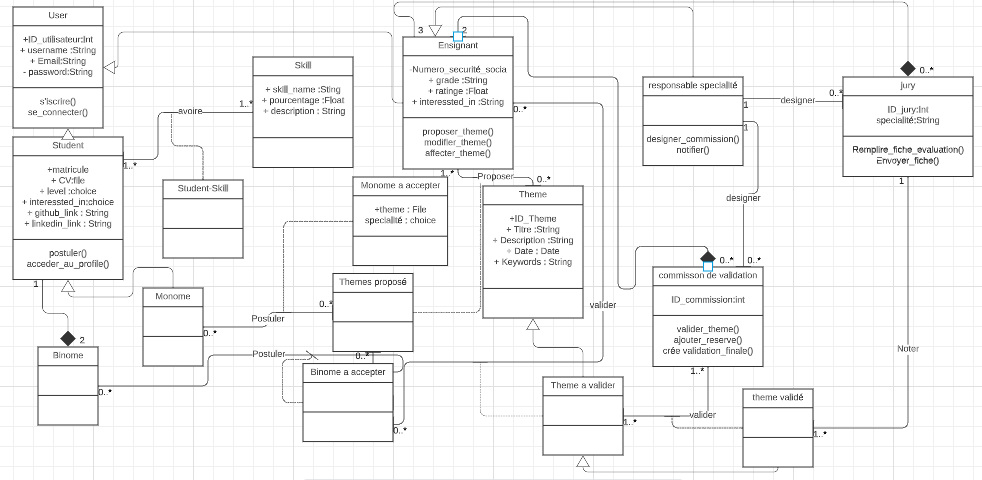 User
+ID_utilisateur:Int
+ username :String
+ Email:String
- password:String
s'iscrire()
se_connecter()
Student
+matricule
+ CV:file
+ level :choice
+ interessted_in:choice
+ github_link : String
+ linkedin_link : String
postuler()
acceder_au_profile()
1..*
avoire
1..*
Skill
+ skill_name :Sting
+ pourcentage :Float
+ description : String
Student-Skill
3
2
Ensignant
-Numero_securité_socia
+ grade :String
+ ratinge :Float
+ interessted_in :String
proposer_theme()
modifier_theme()
affecter_theme()
0..*
1..*
Proposer
0..*
responsable specialité
designer_commission()
notifier()
1
1
designer
designer
0..*
0..*
jury
ID_jury:Int
specialité:String
Remplire_fiche_evaluation()
Envoyer_fiche()
1
Monome a accepter
+theme : File
specialité : choice
Theme
+ID_Theme
+ Titre :String
+ Description :String
+ Date : Date
+ Keywords : String
0..*
0..*
commisson de validation
ID_commission:int
valider_theme()
ajouter_reserve()
crée validation_finale()
1..*
1
2
Monome
0..*
Postuler
0..*
Themes proposé
valider
Binome
0..*
Postuler
0..*
Binome a accepter
0..*
Theme a valider
1..*
valider
theme validé
1..*
Noter